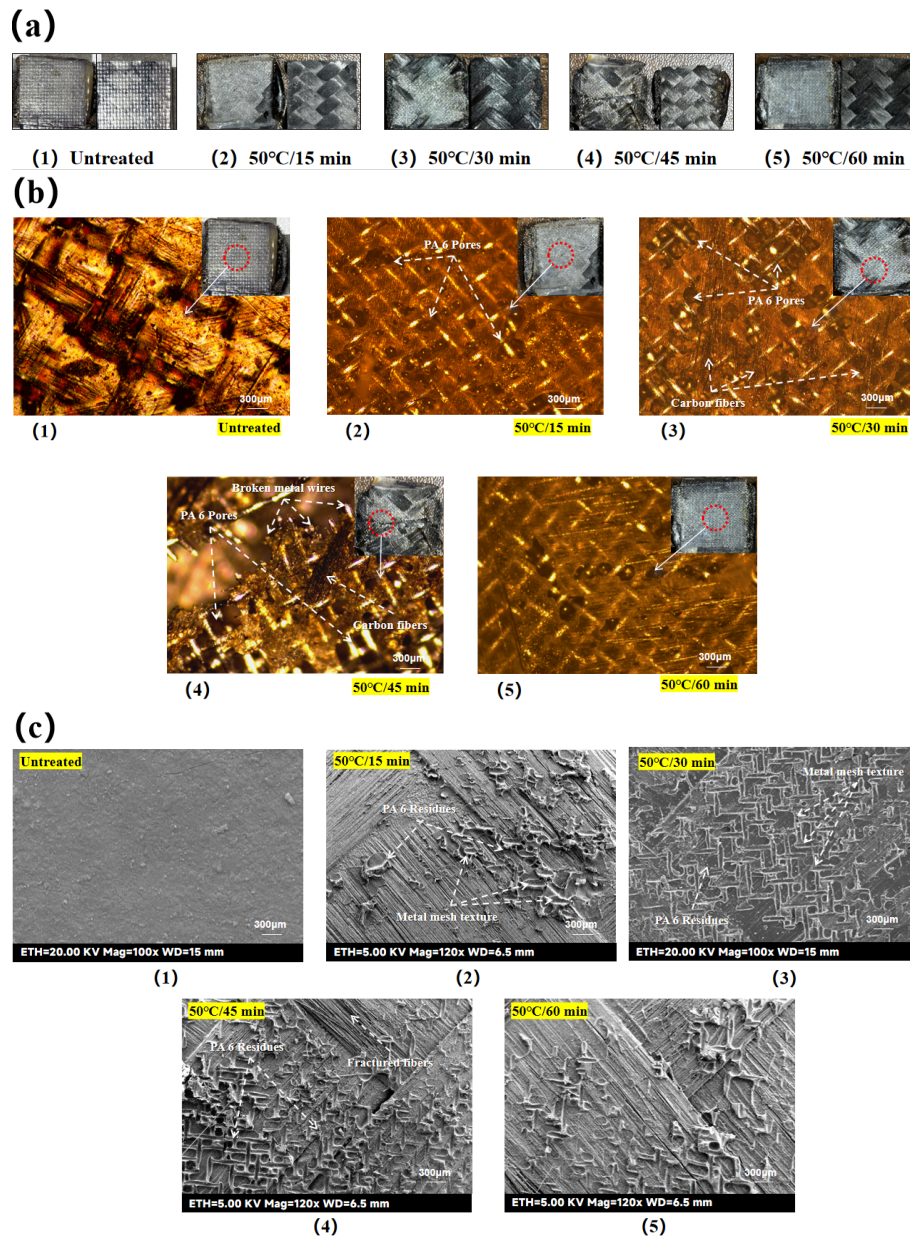 (a)
(1) Untreated
(2) 50°C/15 min
(3) 50°C/30 min
(4) 50°C/45 min
(5) 50°C/60 min
(b)
PA 6 Pores
PA 6 Pores
Carbon fibers
300μm
300μm
300μm
(1)
Untreated
(2)
50°C/15 min
(3)
50°C/30 min
Broken metal wires
PA 6 Pores
Carbon fibers
300μm
300μm
(4)
50°C/45 min
(5)
50°C/60 min
(c)
Untreated
300μm
ETH=20.00 KV Mag=100x WD=15 mm
(1)
50°C/15 min
PA 6 Residues
Metal mesh texture
300μm
ETH=5.00 KV Mag=120x WD=6.5 mm
(2)
50°C/30 min
Metal mesh texture
PA 6 Residues
300μm
ETH=20.00 KV Mag=100x WD=15 mm
(3)
50°C/45 min
PA 6 Residues
Fractured fibers
300μm
ETH=5.00 KV Mag=120x WD=6.5 mm
(4)
50°C/60 min
300μm
ETH=5.00 KV Mag=120x WD=6.5 mm
(5)